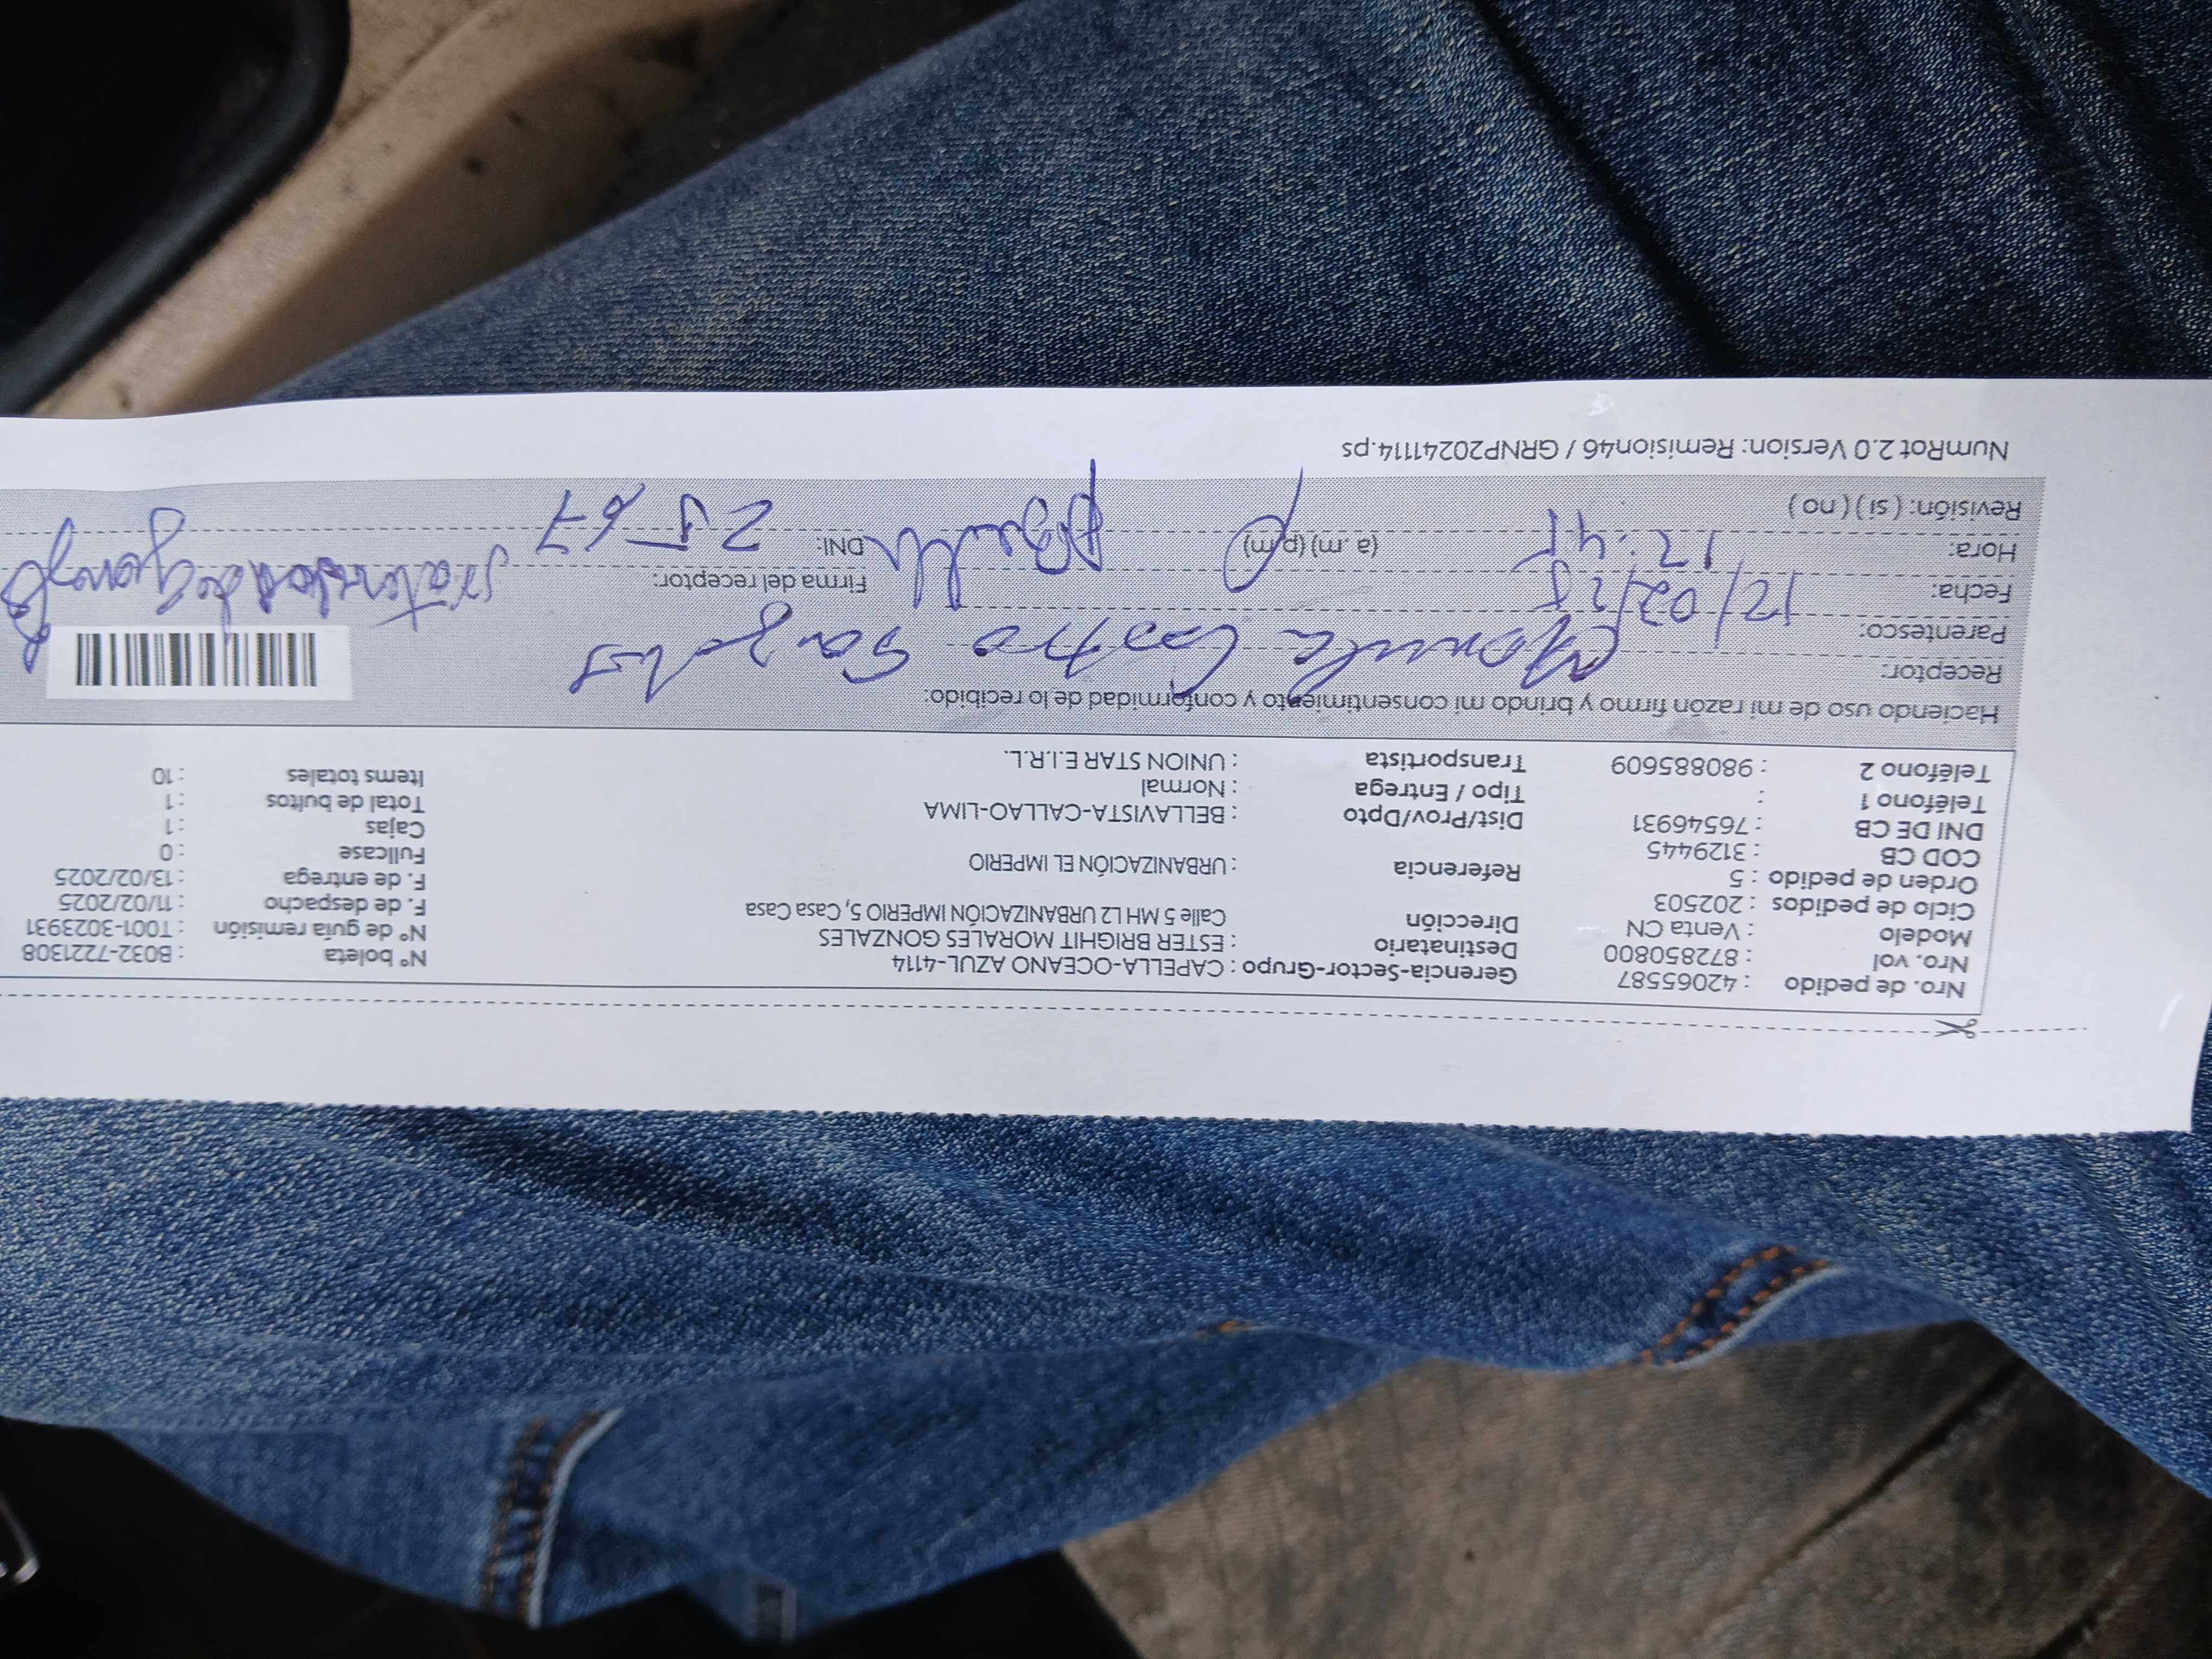 Nro. de pedido : 42065587 Gerencia-Sector-Grupo : CAPELLA-OCEANO AZUL-4114 N° boleta : B032-7221308
Nro. vol : 872850800 Destinatario : ESTER BRIGHIT MORALES GONZALES N° de guía remisión : T001-3023931
Modelo : Venta CN Dirección Calle 5 MH L2 URBANIZACIÓN IMPERIO 5, Casa Casa F. de despacho : 11/02/2025
Ciclo de pedidos : 202503 F. de entrega : 13/02/2025
Orden de pedido : 5 Referencia : URBANIZACIÓN EL IMPERIO Fullcase : 0
COD CB : 3129445 Cajas : 1
DNI DE CB : 76546931 Dist/Prov/Dpto : BELLAVISTA-CALLAO-LIMA Total de bultos : 1
Teléfono 1 : Tipo / Entrega : Normal Items totales : 10
Teléfono 2 : 980885609 Transportista : UNION STAR E.I.R.L.
Haciendo uso de mi razón firmo y brindo mi consentimiento y conformidad de lo recibido:
Receptor: Castro
Parentesco:
Fecha: 12/02/25 Firma del receptor:
Hora: 12:41 (a .m) (p.m) DNI: 2567
Revisión: ( si ) ( no )
NumRot 2.0 Version: Remision46 / GRNP20241114.ps